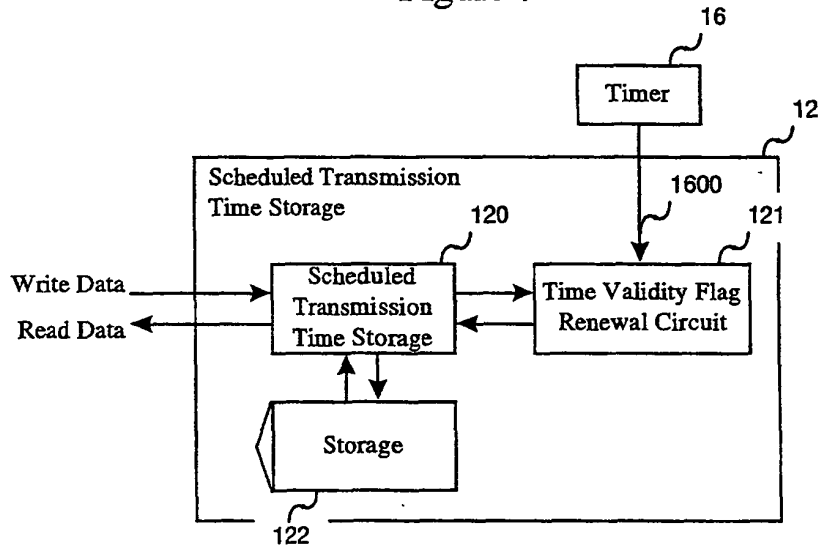 16
Timer
12
Scheduled Transmission
Time Storage
1600
120
121
Write Data
Read Data
Scheduled
Transmission
Time Storage
Time Validity Flag
Renewal Circuit
Storage
122